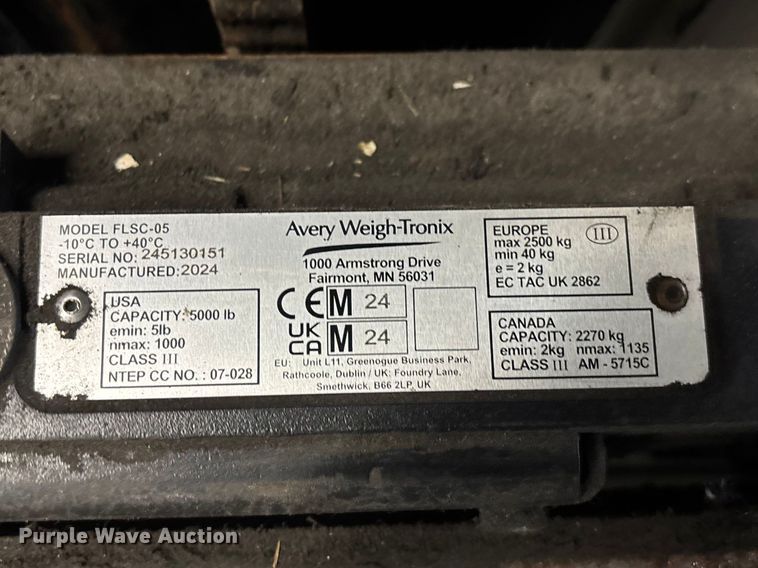 MODEL FLSC-05
-10°C TO +40°C
SERIAL NO: 245130151
MANUFACTURED: 2024
USA
CAPACITY: 5000 lb
emin: 5lb
nmax: 1000
CLASS III
NTEP CC NO. : 07-028
Avery Weigh-Tronix
1000 Armstrong Drive
Fairmont, MN 56031
CE M 24
UK CA M 24
EU: Unit L11, Greenogue Business Park,
Rathcoole, Dublin / UK: Foundry Lane,
Smethwick, B66 2LP, UK
EUROPE
max 2500 kg
min 40 kg
e = 2 kg
EC TAC UK 2862
III
CANADA
CAPACITY: 2270 kg
emin: 2kg nmax: 1135
CLASS III AM - 5715C
Purple Wave Auction